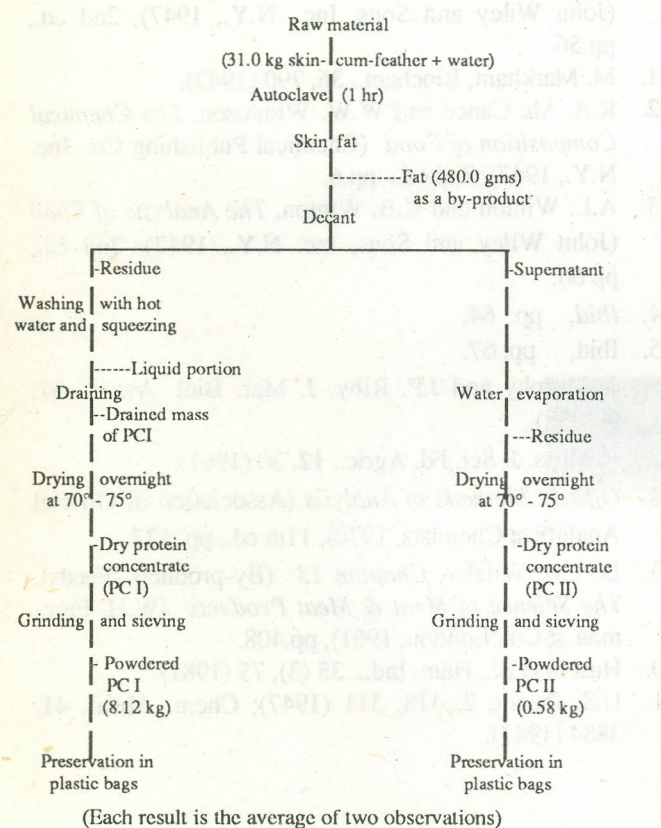 Raw material
(31.0 kg skin- cum-feather + water)
Autoclave (1 hr)
Skin fat
Fat (480.0 gms)
as a by-product
Decant
Residue
Washing with hot
water and squeezing
Liquid portion
Draining
Drained mass
of PCI
Drying overnight
at 70° - 75°
Dry protein
concentrate
(PC I)
Grinding and sieving
Powdered
PC I
(8.12 kg)
Preservation in
plastic bags
Supernatant
Water evaporation
Residue
Drying overnight
at 70° - 75°
Dry protein
concentrate
(PC II)
Grinding and sieving
Powdered
PC II
(0.58 kg)
Preservation in
plastic bags
(Each result is the average of two observations)